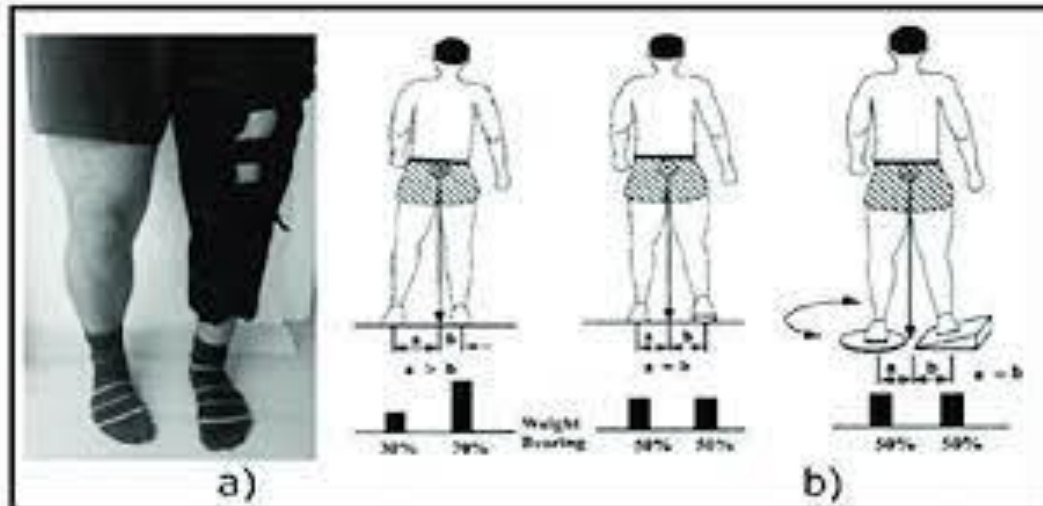 a b
a > b
30% 70%
Weight
Bearing
a b
a = b
50% 50%
a b a = b
50% 50%
a) b)